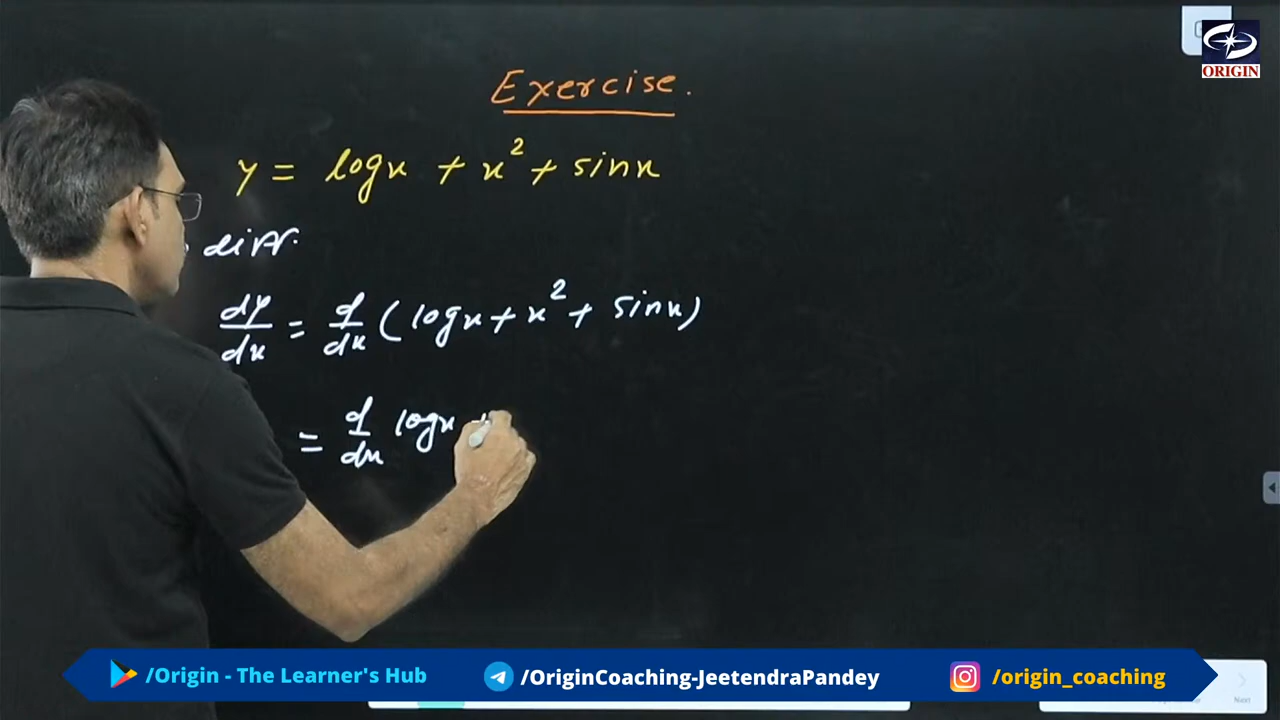 ORIGIN
Exercise.
y = logx + x² + sinx
diff.
dy/dx = d/dx (logx + x² + sinx)
= d/dx logx +
/Origin - The Learner's Hub /OriginCoaching-JeetendraPandey /origin_coaching
Next